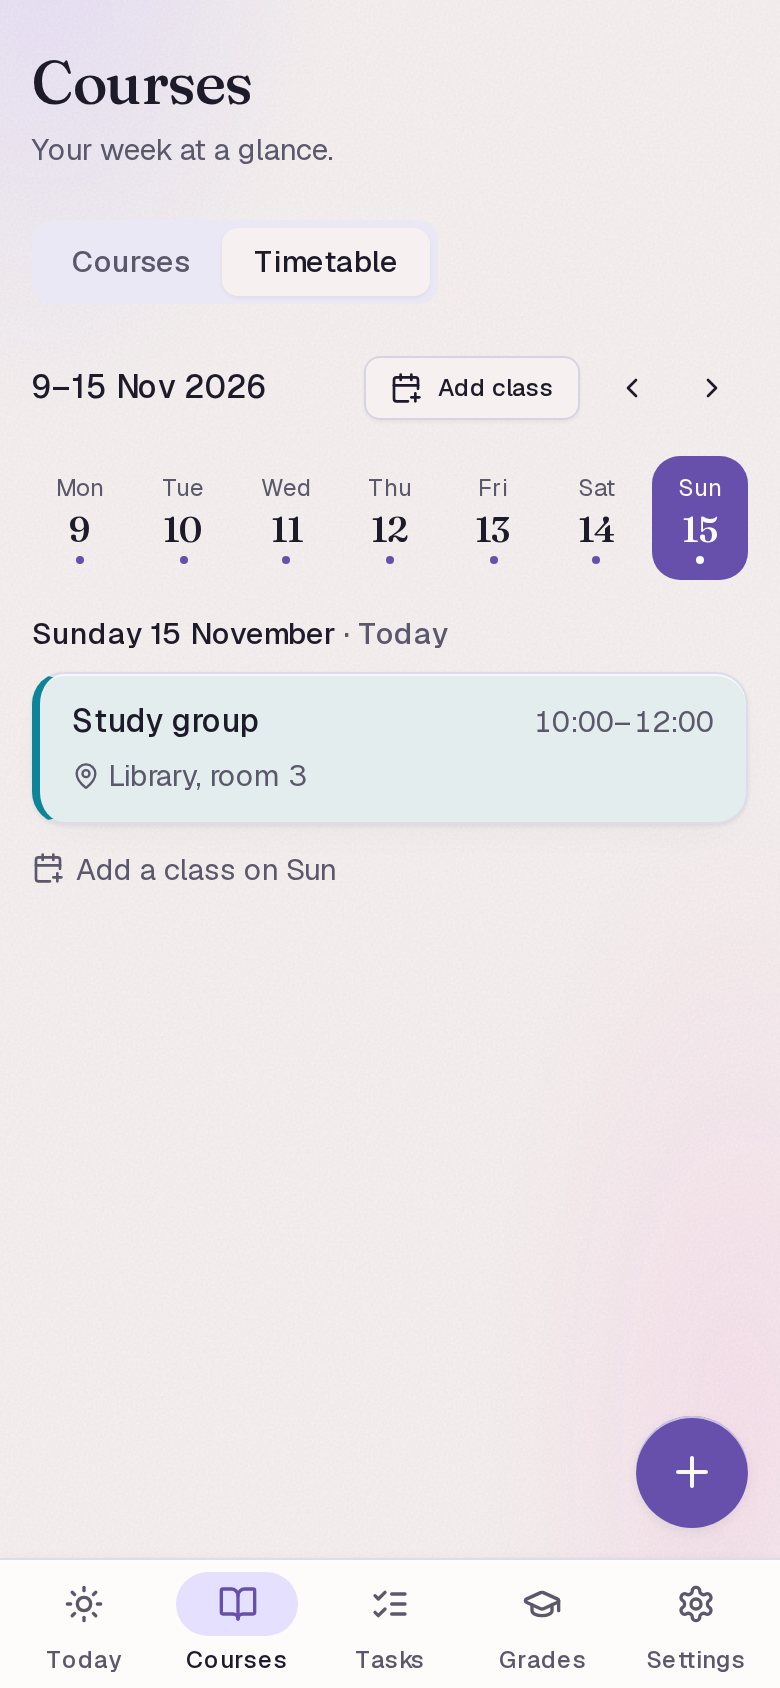 Courses
Your week at a glance.
Courses Timetable
9–15 Nov 2026 Add class
Mon Tue Wed Thu Fri Sat Sun
9 10 11 12 13 14 15
Sunday 15 November · Today
Study group 10:00–12:00
Library, room 3
Add a class on Sun
Today Courses Tasks Grades Settings